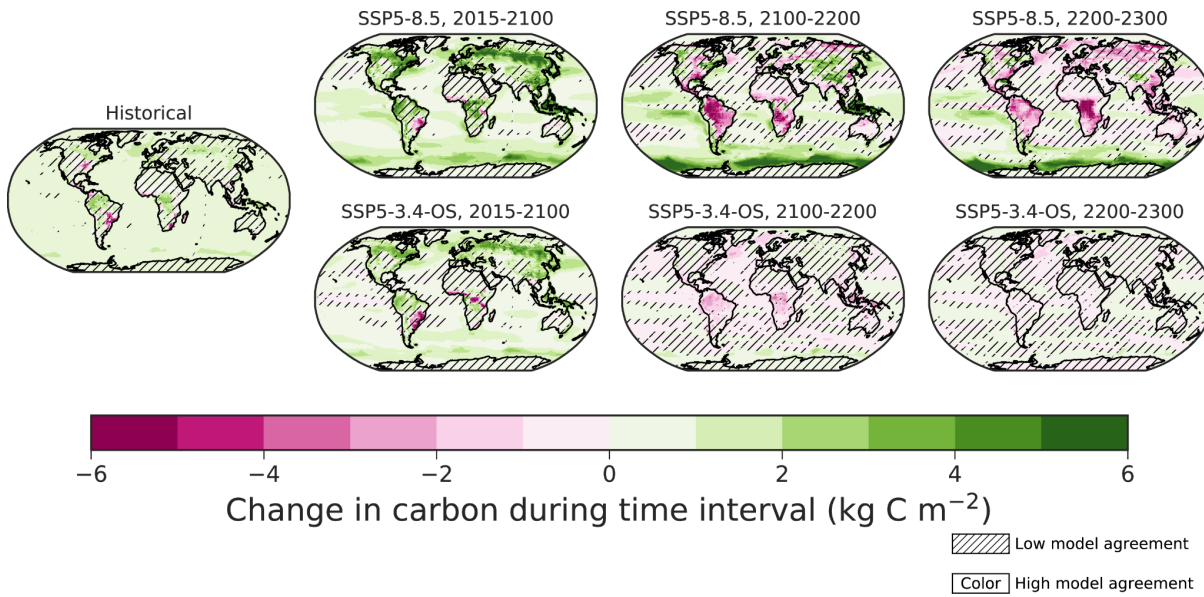 SSP5-8.5, 2015-2100
SSP5-8.5, 2100-2200
SSP5-8.5, 2200-2300
Historical
SSP5-3.4-OS, 2015-2100
SSP5-3.4-OS, 2100-2200
SSP5-3.4-OS, 2200-2300
−6 −4 −2 0 2 4 6
Change in carbon during time interval (kg C m⁻²)
Low model agreement
Color High model agreement